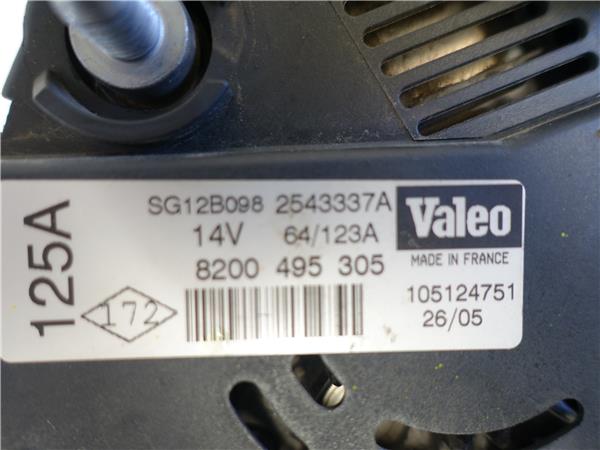 125A
SG12B098 2543337A
14V 64/123A
8200 495 305
172
Valeo
MADE IN FRANCE
105124751
26/05